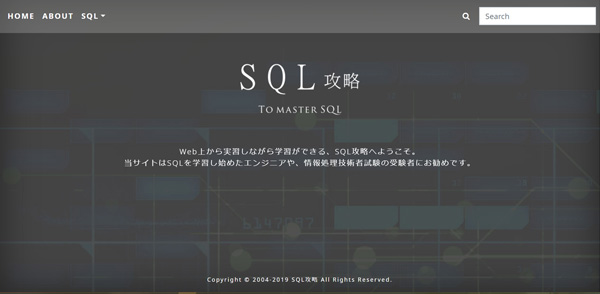 HOME ABOUT SQL
Search
SQL攻略
To master SQL
Web上から実習しながら学習ができる、SQL攻略へようこそ。
当サイトはSQLを学習し始めたエンジニアや、情報処理技術者試験の受験者にお勧めです。
Copyright © 2004-2019 SQL攻略 All Rights Reserved.